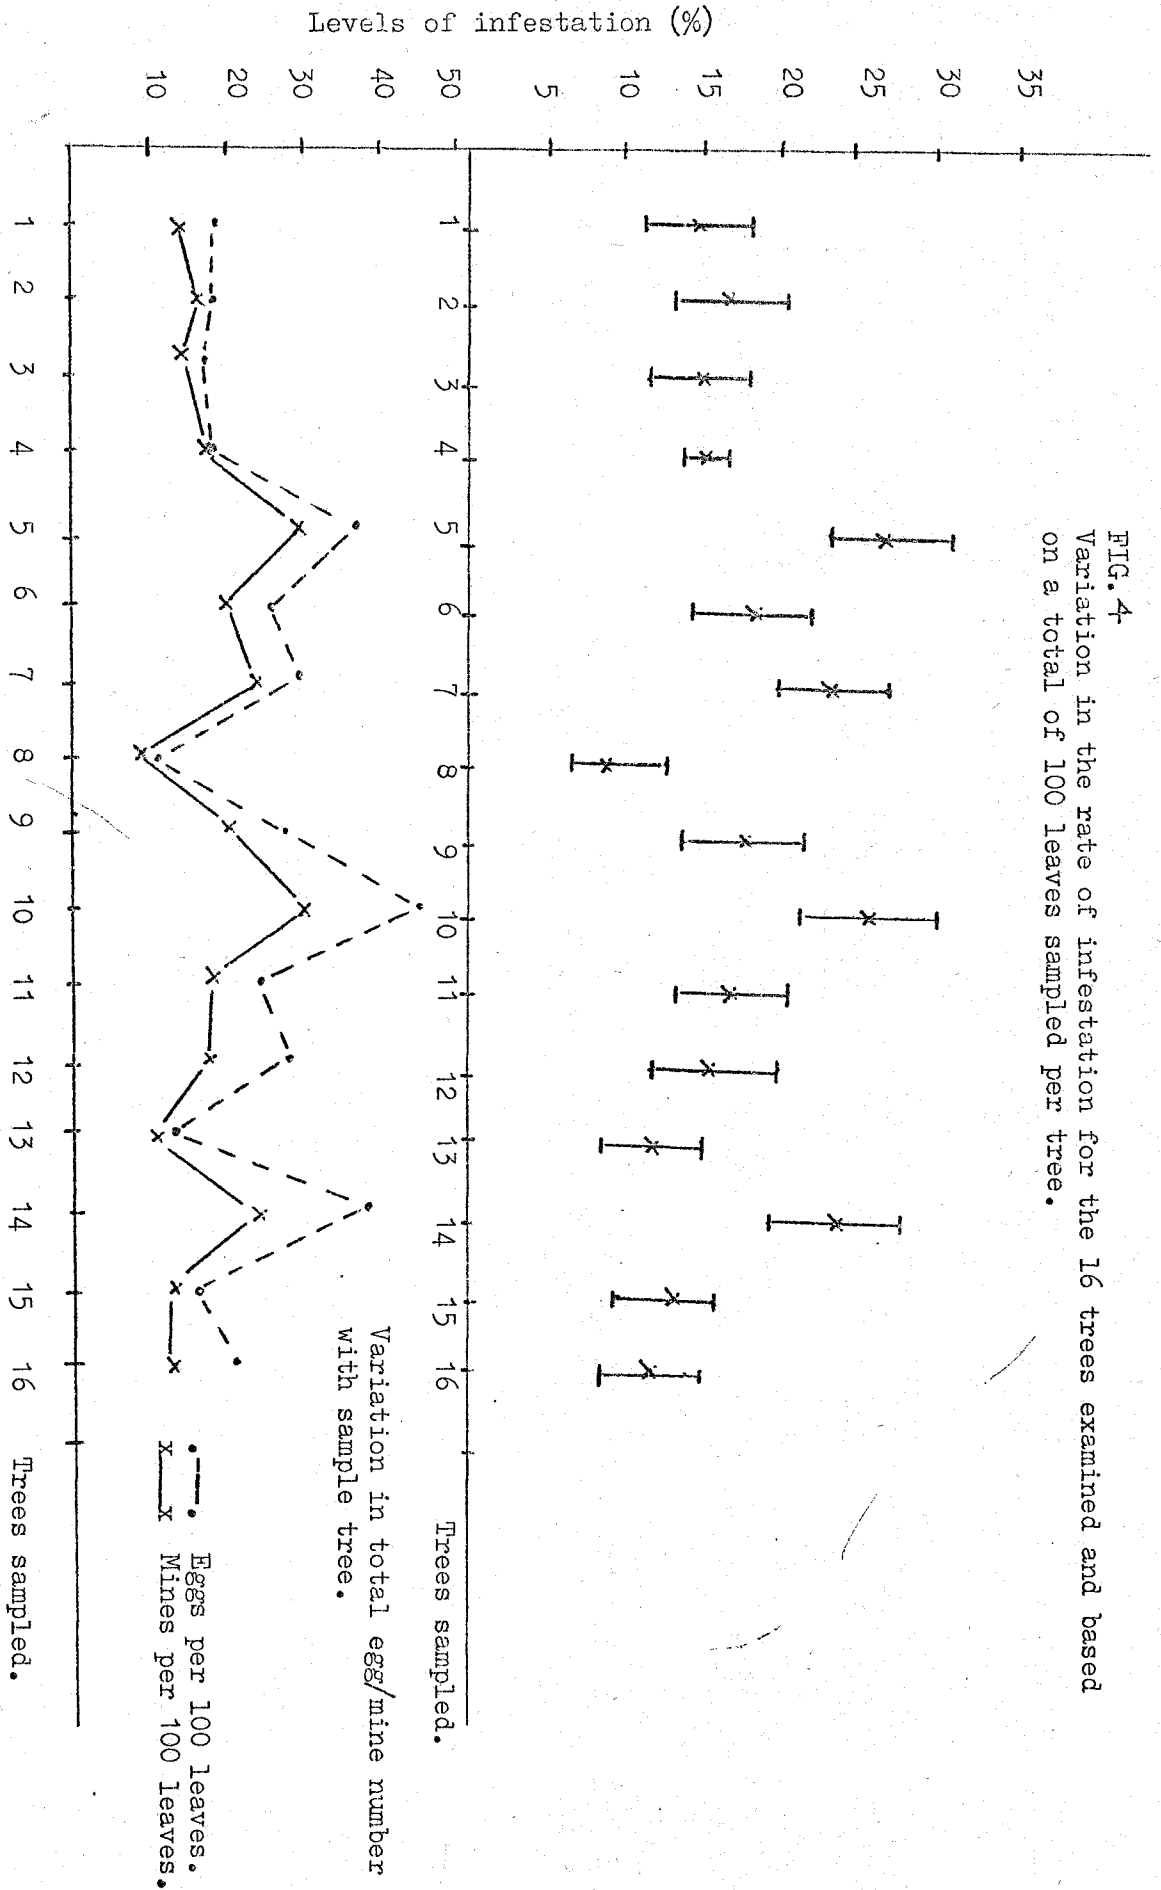 FIG.4
Variation in the rate of infestation for the 16 trees examined and based
on a total of 100 leaves sampled per tree.
Levels of infestation (%)
35
30
25
20
15
10
5
1 2 3 4 5 6 7 8 9 10 11 12 13 14 15 16 Trees sampled.
Variation in total egg/mine number
with sample tree.
50
40
30
20
10
Eggs per 100 leaves.
x x Mines per 100 leaves.
1 2 3 4 5 6 7 8 9 10 11 12 13 14 15 16 Trees sampled.